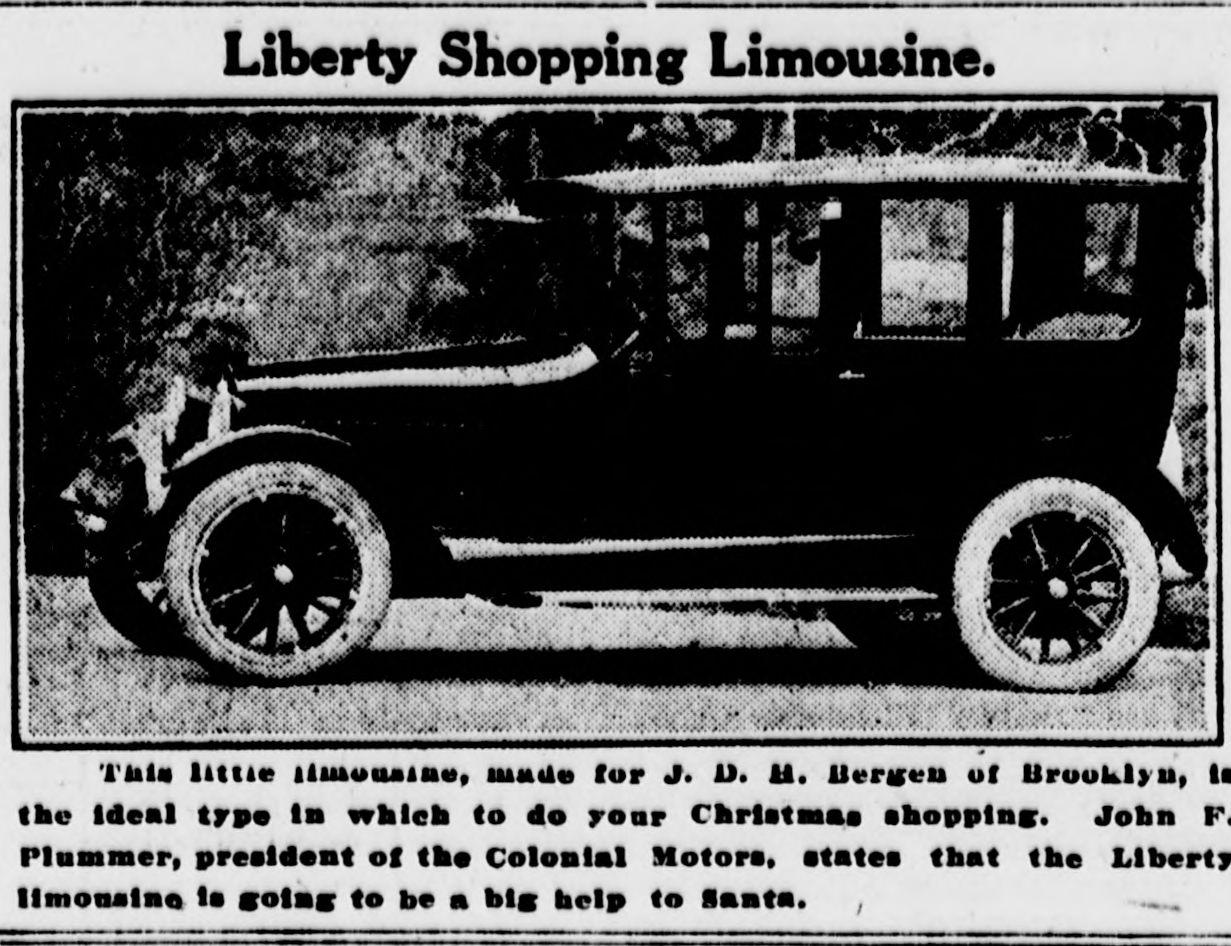 Liberty Shopping Limousine.
This little limousine, made for J. D. H. Bergen of Brooklyn, is
the ideal type in which to do your Christmas shopping. John F.
Plummer, president of the Colonial Motors, states that the Liberty
limousine is going to be a big help to Santa.